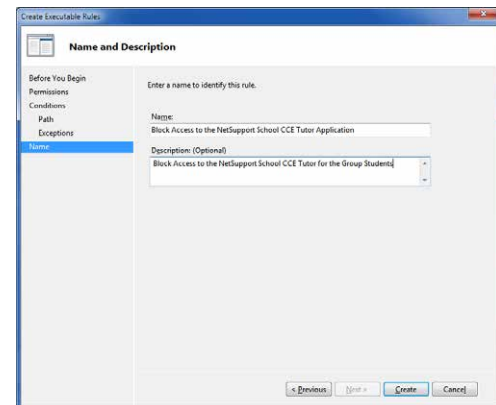 Create Executable Rules
Name and Description
Before You Begin
Permissions
Conditions
Path
Exceptions
Name
Enter a name to identify this rule.
Name:
Block Access to the NetSupport School CCE Tutor Application
Description: (Optional)
Block Access to the NetSupport School CCE Tutor for the Group Students
< Previous
Next >
Create
Cancel